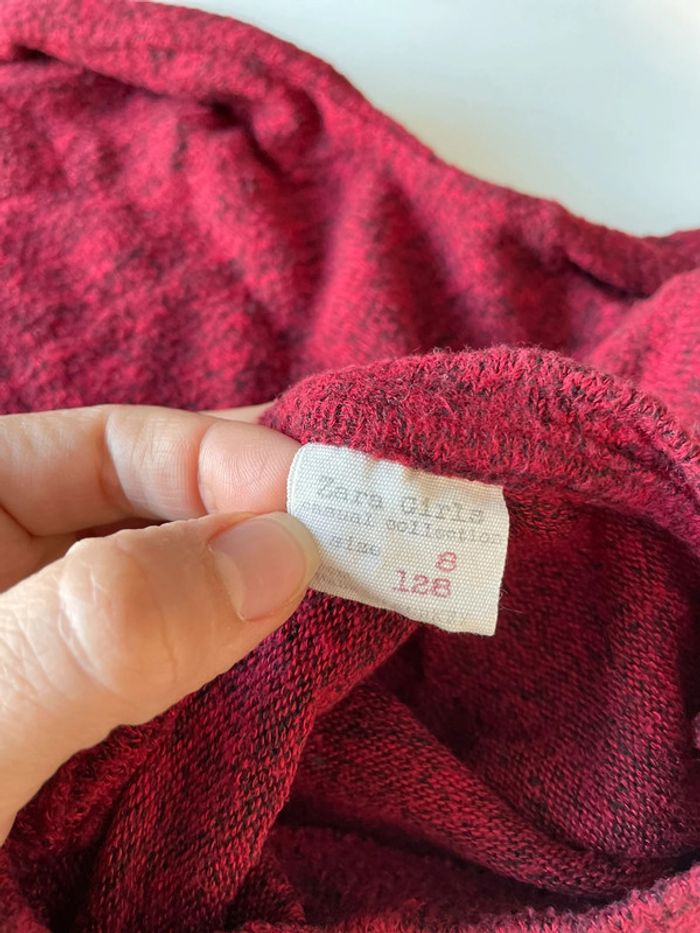 Zara Girls
casual collection
size 8
128